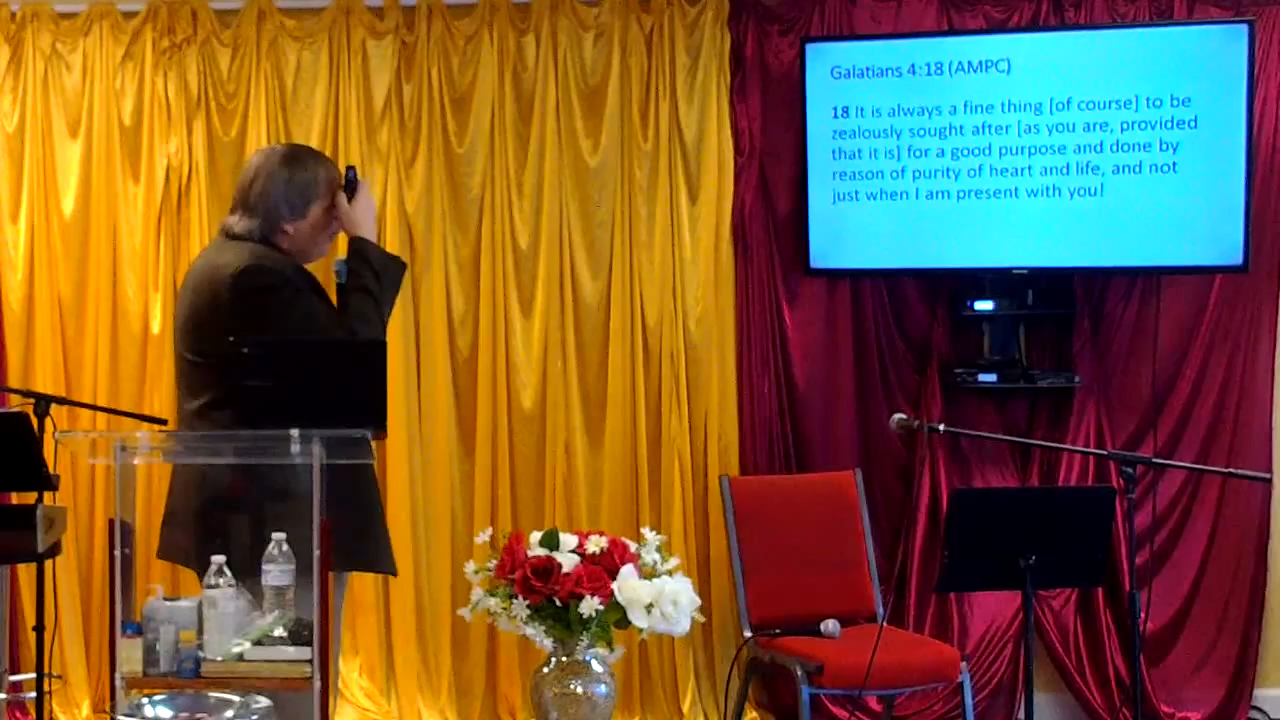 Galatians 4:18 (AMPC)
18 It is always a fine thing [of course] to be
zealously sought after [as you are, provided
that it is] for a good purpose and done by
reason of purity of heart and life, and not
just when I am present with you!